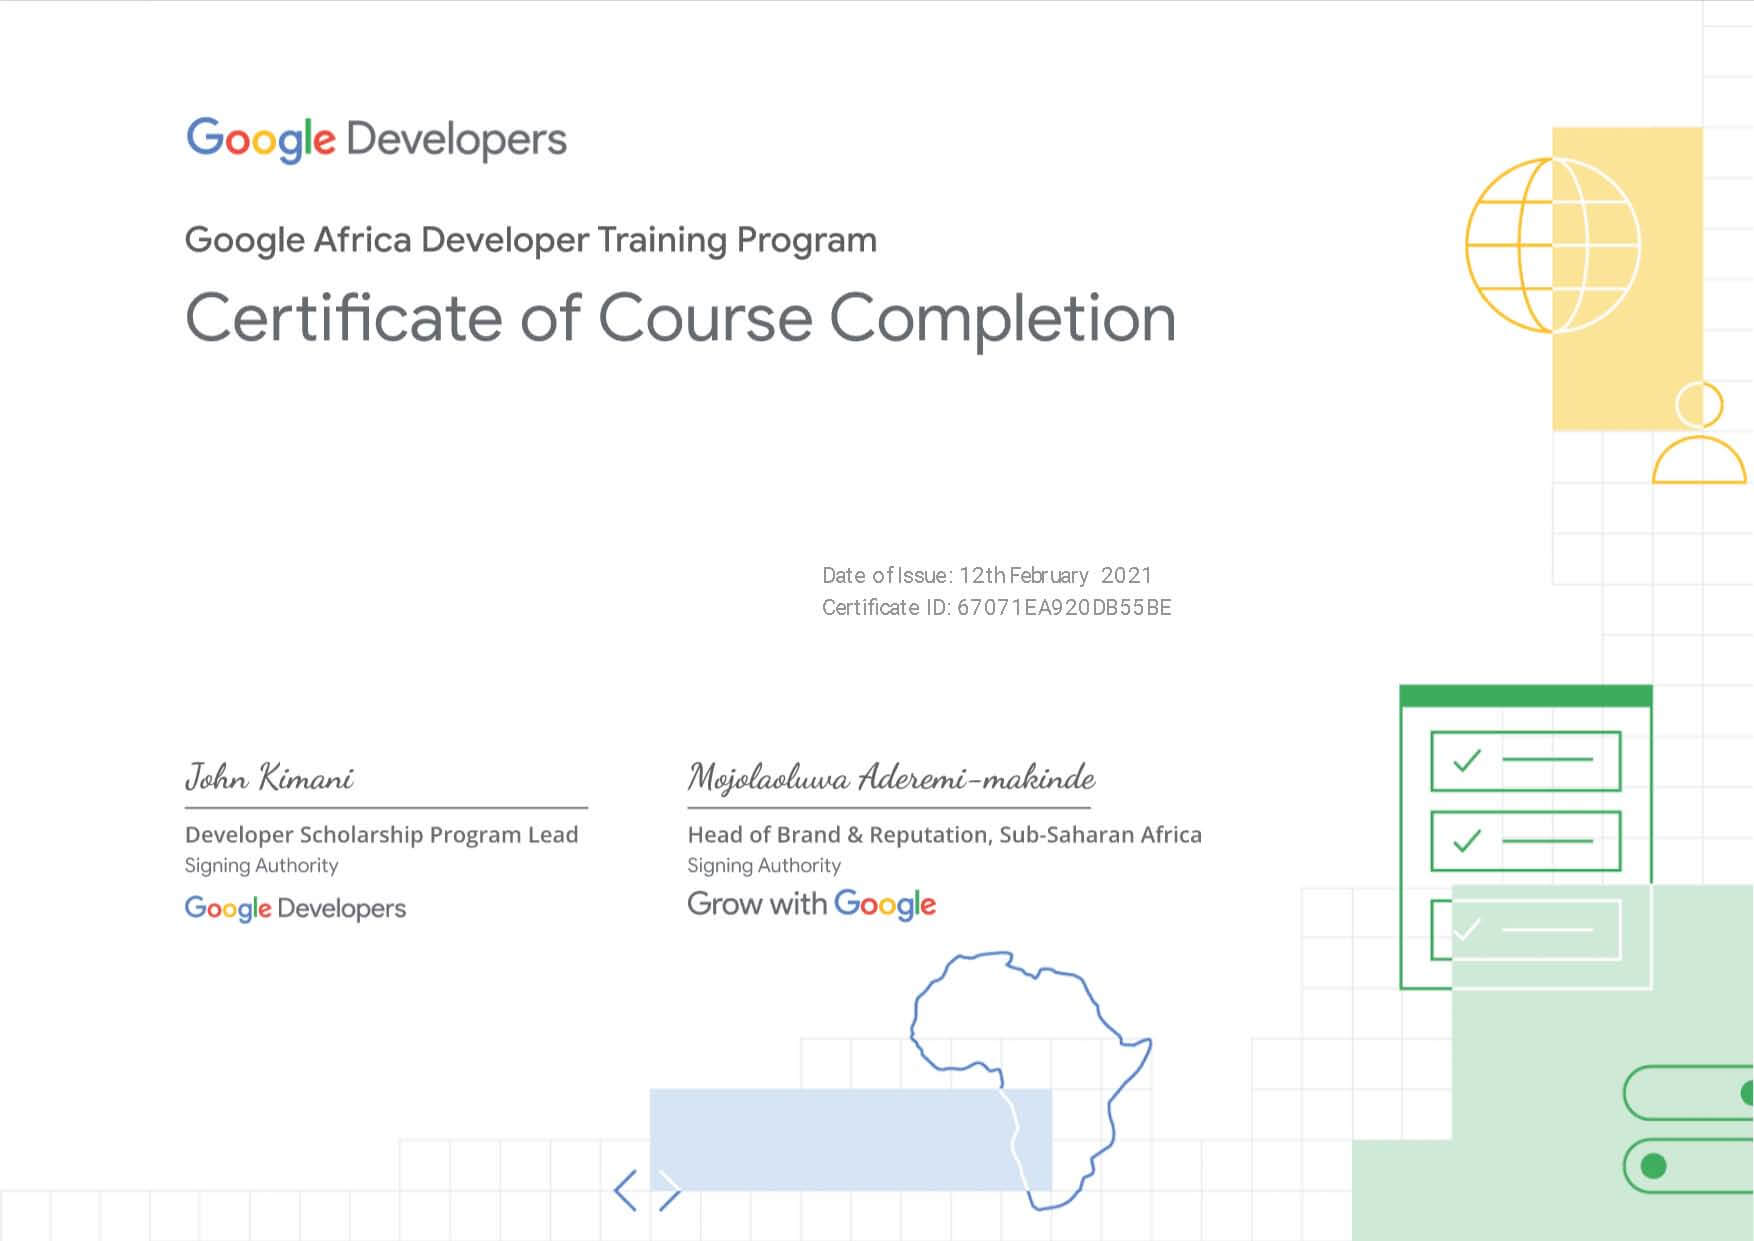 Google Developers
Google Africa Developer Training Program
Certificate of Course Completion
Date of Issue: 12th February 2021
Certificate ID: 67071EA920DB55BE
John Kimani
Developer Scholarship Program Lead
Signing Authority
Google Developers
Mojolaoluwa Aderemi-makinde
Head of Brand & Reputation, Sub-Saharan Africa
Signing Authority
Grow with Google